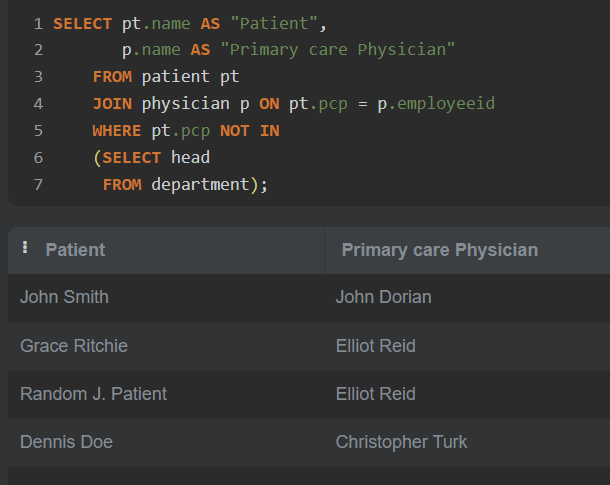 1 SELECT pt.name AS "Patient",
2 p.name AS "Primary care Physician"
3 FROM patient pt
4 JOIN physician p ON pt.pcp = p.employeeid
5 WHERE pt.pcp NOT IN
6 (SELECT head
7 FROM department);
Patient Primary care Physician
John Smith John Dorian
Grace Ritchie Elliot Reid
Random J. Patient Elliot Reid
Dennis Doe Christopher Turk